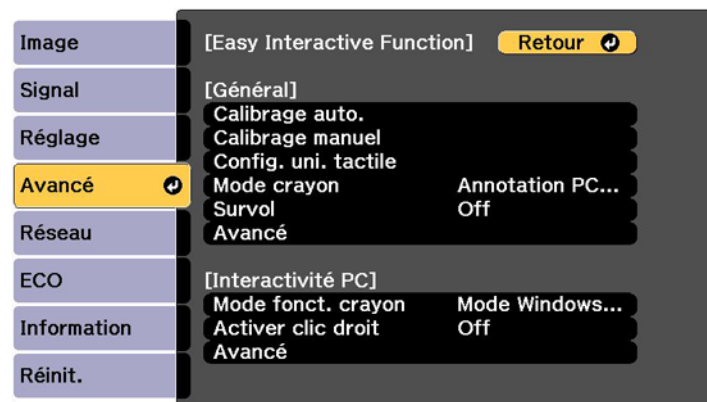 Image
Signal
Réglage
Avancé
Réseau
ECO
Information
Réinit.
[Easy Interactive Function] Retour
[Général]
Calibrage auto.
Calibrage manuel
Config. uni. tactile
Mode crayon Annotation PC...
Survol Off
Avancé
[Interactivité PC]
Mode fonct. crayon Mode Windows...
Activer clic droit Off
Avancé